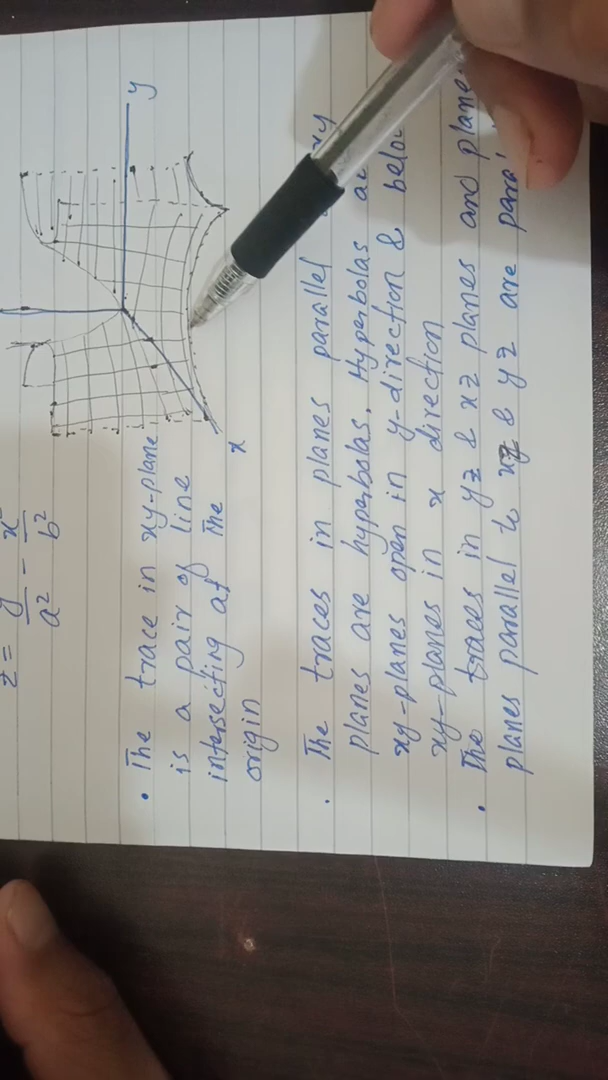 z = y/a² - x/b²
y
x
• The trace in xy-plane
is a pair of line
intersecting at The
origin
• The traces in planes parallel xy
planes are hyperbolas. Hyperbolas
xy-planes open in y-direction &
xy-planes in x direction
• The traces in yz & xz planes and plane
planes parallel to xz & yz are